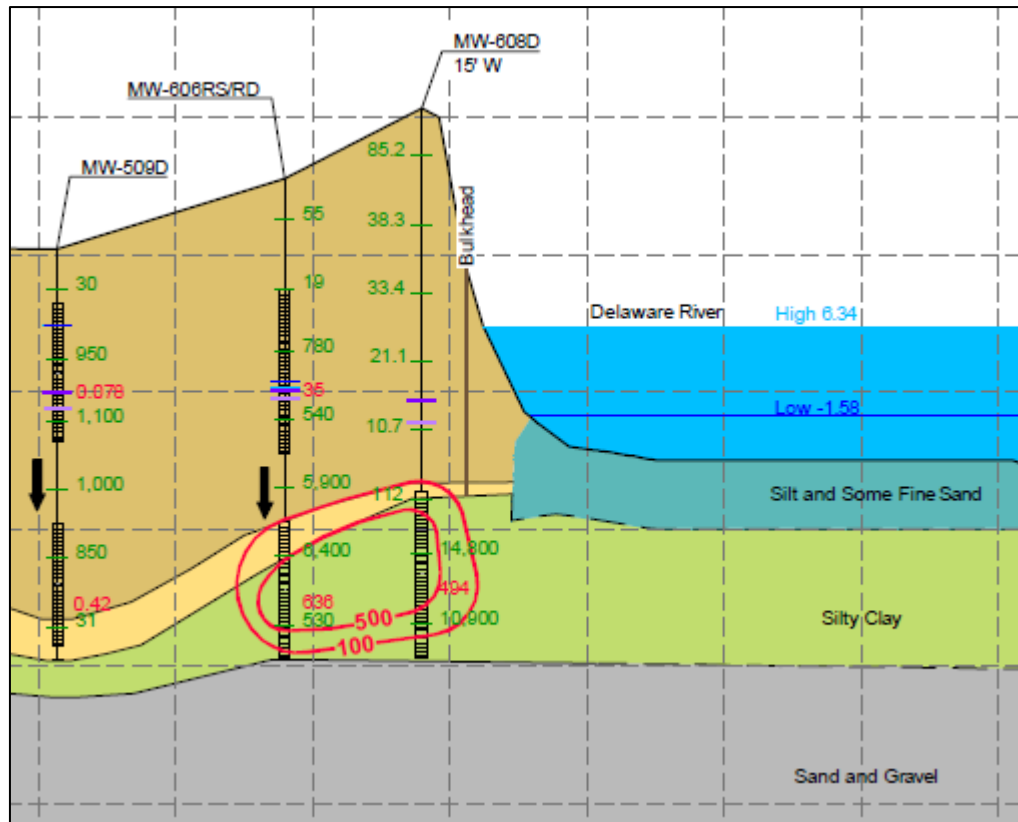 MW-608D
15' W
MW-606RS/RD
MW-509D
85.2
38.3
33.4
21.1
10.7
112
14,800
494
10,900
Bulkhead
55
19
780
36
540
5,900
6,400
636
530
30
950
0.078
1,100
1,000
850
0.42
31
500
100
Delaware River
High 6.34
Low -1.58
Silt and Some Fine Sand
Silty Clay
Sand and Gravel